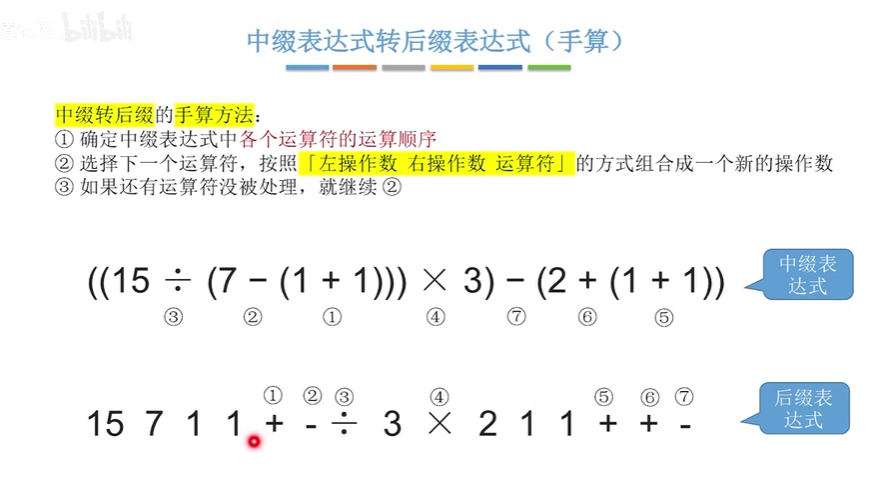 bilibili
中缀表达式转后缀表达式（手算）
中缀转后缀的手算方法：
① 确定中缀表达式中各个运算符的运算顺序
② 选择下一个运算符，按照「左操作数 右操作数 运算符」的方式组合成一个新的操作数
③ 如果还有运算符没被处理，就继续 ②
((15 ÷ (7 − (1 + 1))) × 3) − (2 + (1 + 1))
③ ② ① ④ ⑦ ⑥ ⑤
中缀表
达式
① ② ③ ④ ⑤ ⑥ ⑦
15 7 1 1 + - ÷ 3 × 2 1 1 + + -
后缀表
达式